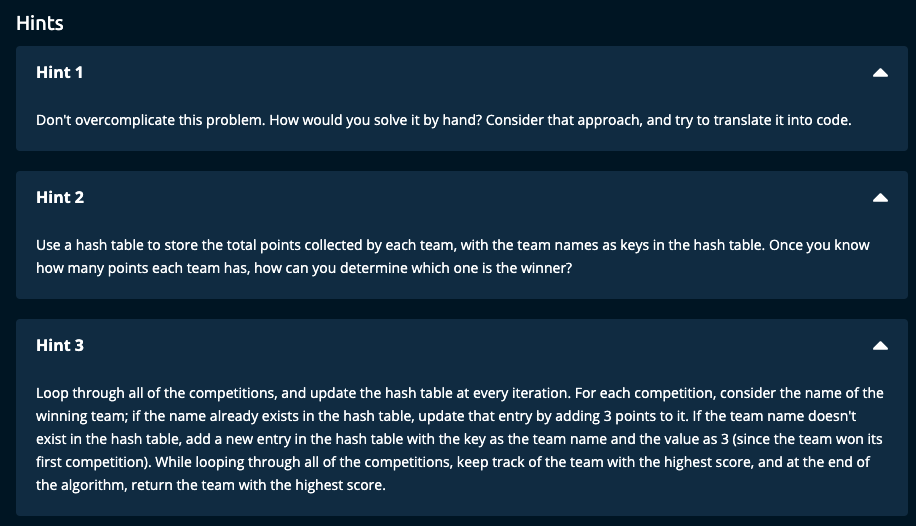 Hints
Hint 1
Don't overcomplicate this problem. How would you solve it by hand? Consider that approach, and try to translate it into code.
Hint 2
Use a hash table to store the total points collected by each team, with the team names as keys in the hash table. Once you know
how many points each team has, how can you determine which one is the winner?
Hint 3
Loop through all of the competitions, and update the hash table at every iteration. For each competition, consider the name of the
winning team; if the name already exists in the hash table, update that entry by adding 3 points to it. If the team name doesn't
exist in the hash table, add a new entry in the hash table with the key as the team name and the value as 3 (since the team won its
first competition). While looping through all of the competitions, keep track of the team with the highest score, and at the end of
the algorithm, return the team with the highest score.